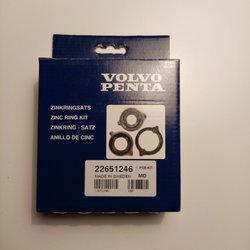 VOLVO
PENTA
ZINKRINGSATS
ZINC RING KIT
ZINKRING - SATZ
ANILLO DE CINC
22651246
MADE IN SWEDEN
MD